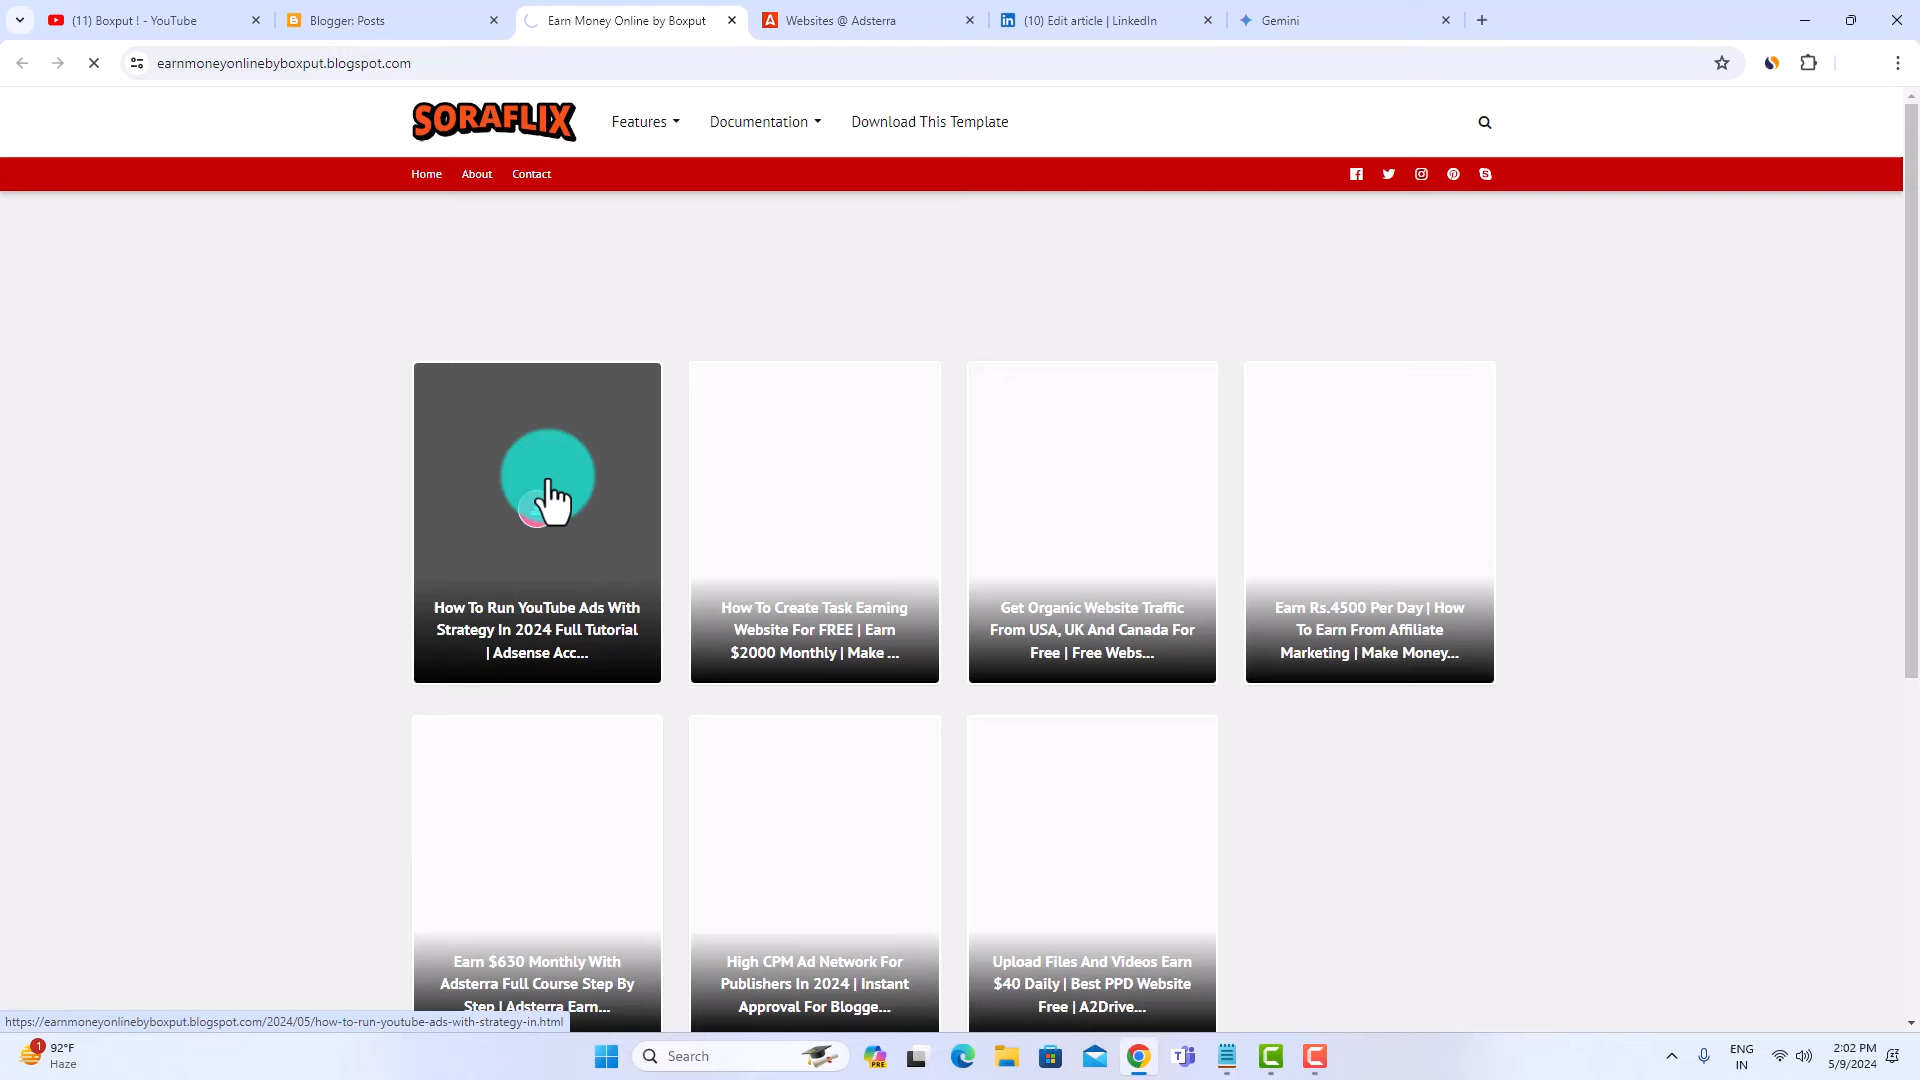 (11) Boxput ! - YouTube
Blogger: Posts
Earn Money Online by Boxput
Websites @ Adsterra
(10) Edit article | LinkedIn
Gemini
earnmoneyonlinebyboxput.blogspot.com
SORAFLIX
Features
Documentation
Download This Template
Home
About
Contact
How To Run YouTube Ads With
Strategy In 2024 Full Tutorial
| Adsense Acc...
How To Create Task Earning
Website For FREE | Earn
$2000 Monthly | Make ...
Get Organic Website Traffic
From USA, UK And Canada For
Free | Free Webs...
Earn Rs.4500 Per Day | How
To Earn From Affiliate
Marketing | Make Money...
Earn $630 Monthly With
Adsterra Full Course Step By
Step | Adsterra Earn...
High CPM Ad Network For
Publishers In 2024 | Instant
Approval For Blogge...
Upload Files And Videos Earn
$40 Daily | Best PPD Website
Free | A2Drive...
https://earnmoneyonlinebyboxput.blogspot.com/2024/05/how-to-run-youtube-ads-with-strategy-in.html
1
92°F
Haze
Search
PRE
ENG
IN
2:02 PM
5/9/2024